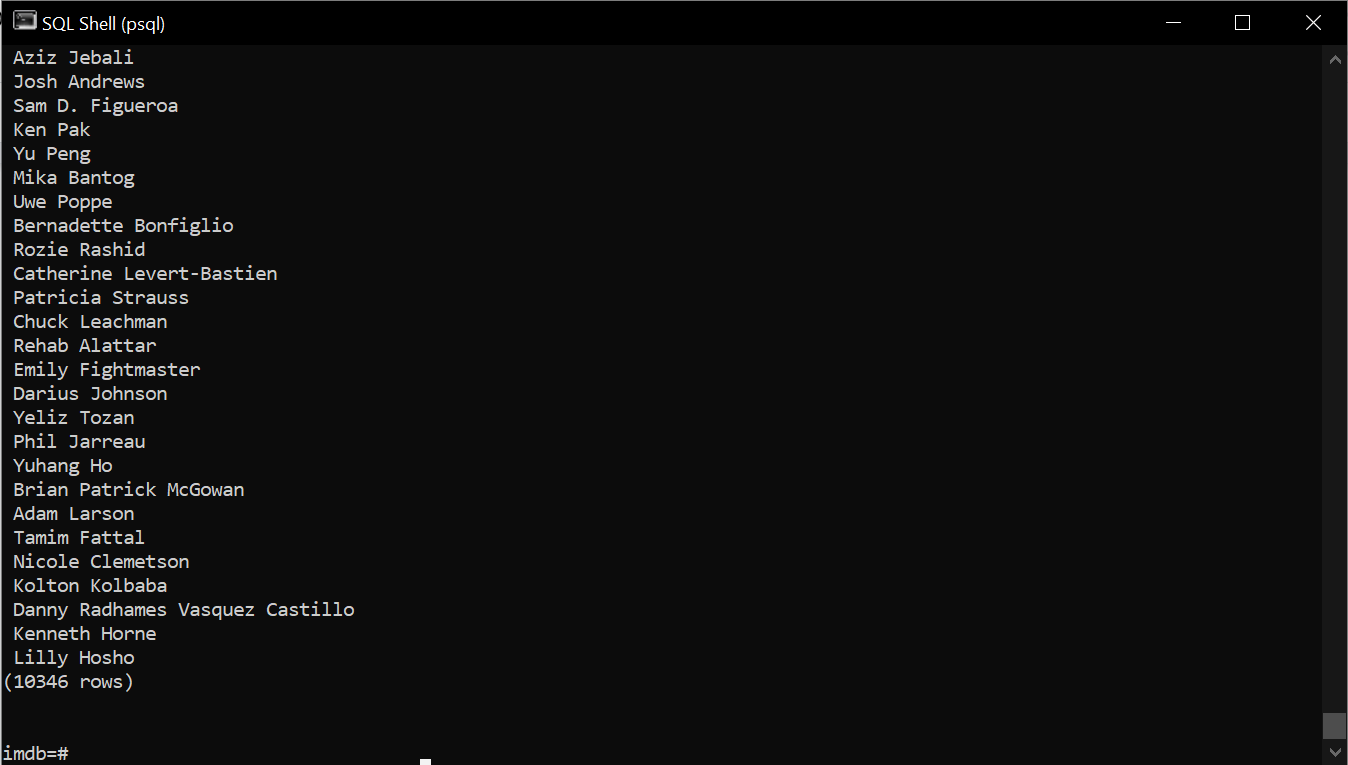 SQL Shell (psql)
Aziz Jebali
Josh Andrews
Sam D. Figueroa
Ken Pak
Yu Peng
Mika Bantog
Uwe Poppe
Bernadette Bonfiglio
Rozie Rashid
Catherine Levert-Bastien
Patricia Strauss
Chuck Leachman
Rehab Alattar
Emily Fightmaster
Darius Johnson
Yeliz Tozan
Phil Jarreau
Yuhang Ho
Brian Patrick McGowan
Adam Larson
Tamim Fattal
Nicole Clemetson
Kolton Kolbaba
Danny Radhames Vasquez Castillo
Kenneth Horne
Lilly Hosho
(10346 rows)
imdb=#